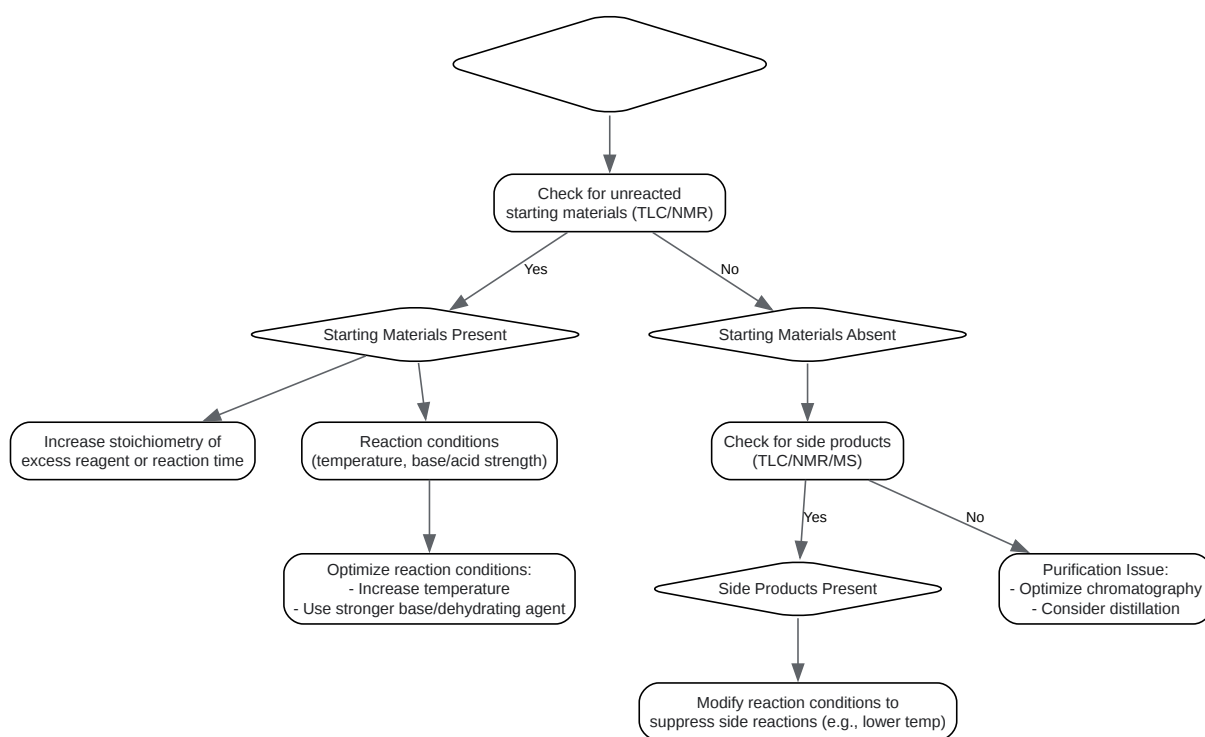 Check for unreacted
starting materials (TLC/NMR)
Yes
No
Starting Materials Present
Starting Materials Absent
Increase stoichiometry of
excess reagent or reaction time
Reaction conditions
(temperature, base/acid strength)
Check for side products
(TLC/NMR/MS)
Yes
No
Optimize reaction conditions:
- Increase temperature
- Use stronger base/dehydrating agent
Side Products Present
Purification Issue:
- Optimize chromatography
- Consider distillation
Modify reaction conditions to
suppress side reactions (e.g., lower temp)